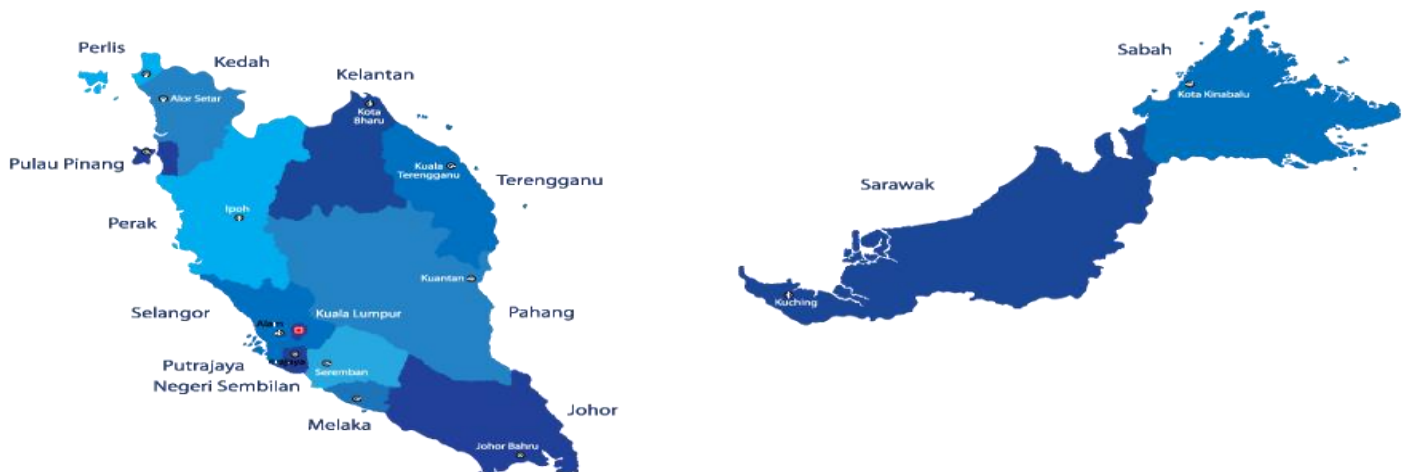 Perlis
Kedah
Alor Setar
Kelantan
Kota
Bharu
Pulau Pinang
Kuala
Terengganu
Terengganu
Perak
Ipoh
Kuantan
Pahang
Selangor
Kuala Lumpur
Putrajaya
Negeri Sembilan
Seremban
Melaka
Johor
Johor Bahru
Sabah
Kota Kinabalu
Sarawak
Kuching